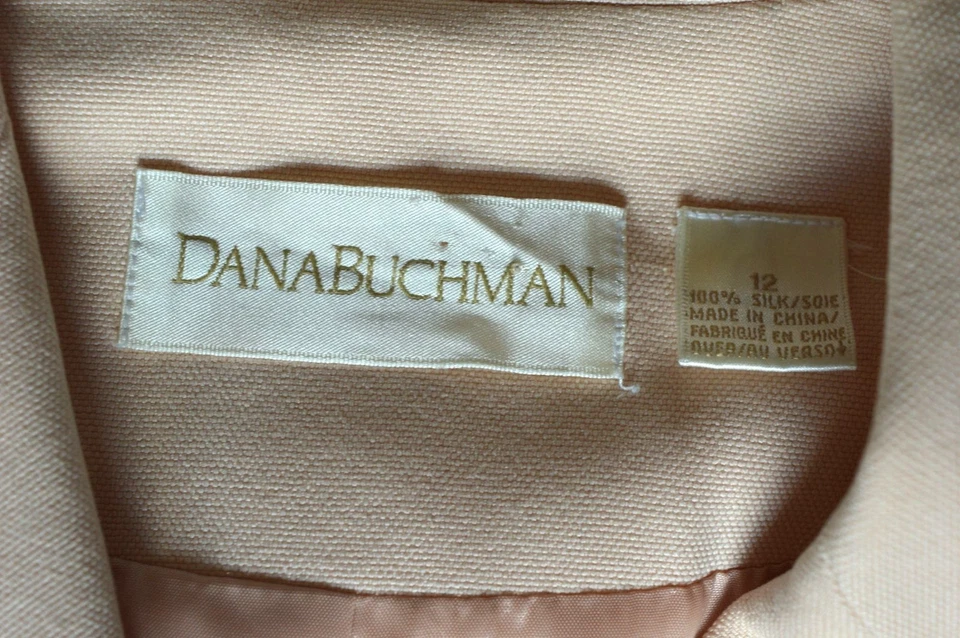 DANABUCHMAN
12
100% SILK/SOIE
MADE IN CHINA/
FABRIQUÉ EN CHINE
OVER/AU VERSO